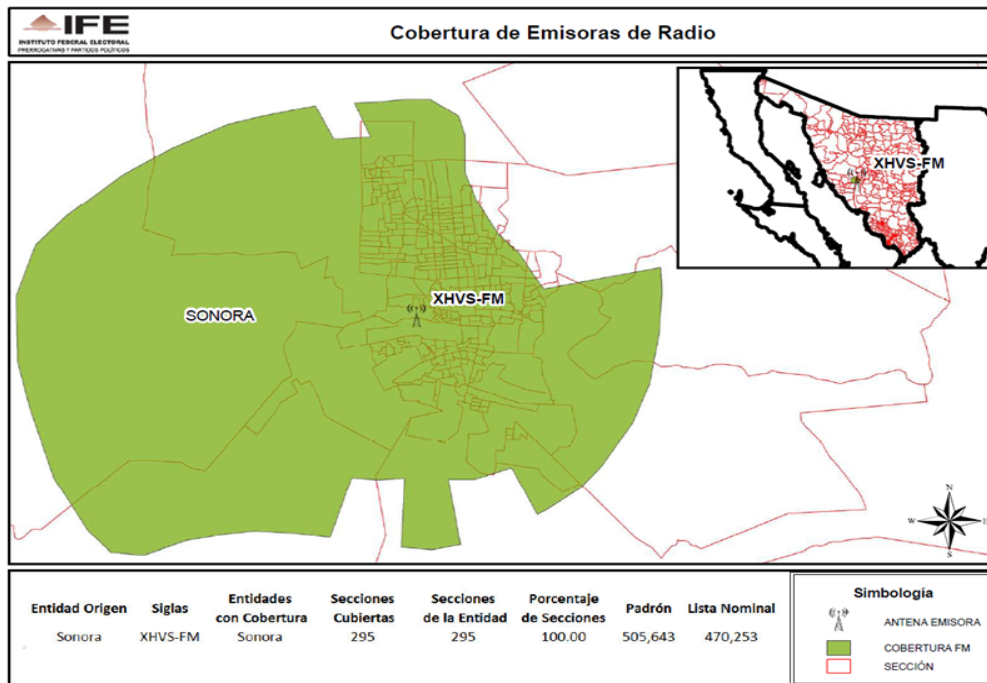 IFE
INSTITUTO FEDERAL ELECTORAL
PRERROGATIVAS Y PARTIDOS POLÍTICOS
Cobertura de Emisoras de Radio
XHVS-FM
XHVS-FM
SONORA
N
W
E
S
Entidad Origen Siglas Entidades con Cobertura Secciones Cubiertas Secciones de la Entidad Porcentaje de Secciones Padrón Lista Nominal
Sonora XHVS-FM Sonora 295 295 100.00 505,643 470,253
Simbología
ANTENA EMISORA
COBERTURA FM
SECCIÓN